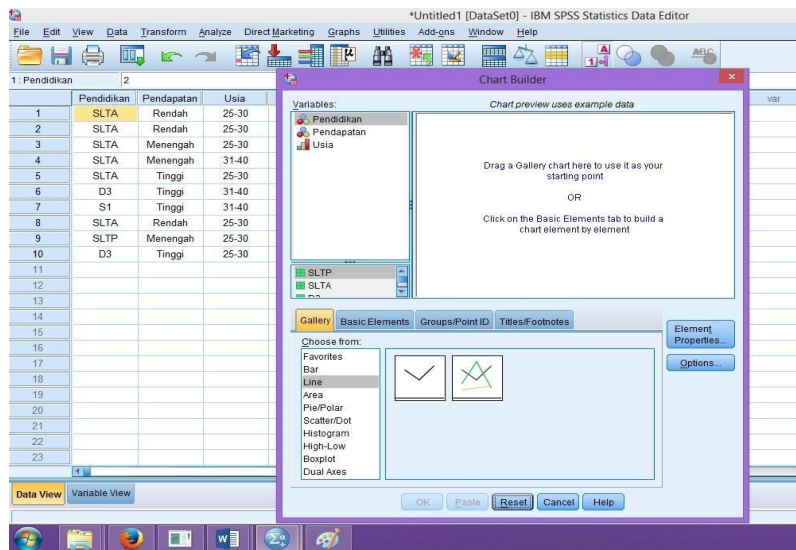 *Untitled1 [DataSet0] - IBM SPSS Statistics Data Editor
File Edit View Data Transform Analyze Direct Marketing Graphs Utilities Add-ons Window Help
1 : Pendidikan 2
Pendidikan Pendapatan Usia var
1 SLTA Rendah 25-30
2 SLTA Rendah 25-30
3 SLTA Menengah 25-30
4 SLTA Menengah 31-40
5 SLTA Tinggi 25-30
6 D3 Tinggi 31-40
7 S1 Tinggi 31-40
8 SLTA Rendah 25-30
9 SLTP Menengah 25-30
10 D3 Tinggi 25-30
11
12
13
14
15
16
17
18
19
20
21
22
23
Data View Variable View
Chart Builder
Variables:
Pendidikan
Pendapatan
Usia
SLTP
SLTA
Chart preview uses example data
Drag a Gallery chart here to use it as your
starting point
OR
Click on the Basic Elements tab to build a
chart element by element
Gallery Basic Elements Groups/Point ID Titles/Footnotes
Choose from:
Favorites
Bar
Line
Area
Pie/Polar
Scatter/Dot
Histogram
High-Low
Boxplot
Dual Axes
Element
Properties...
Options...
OK Paste Reset Cancel Help